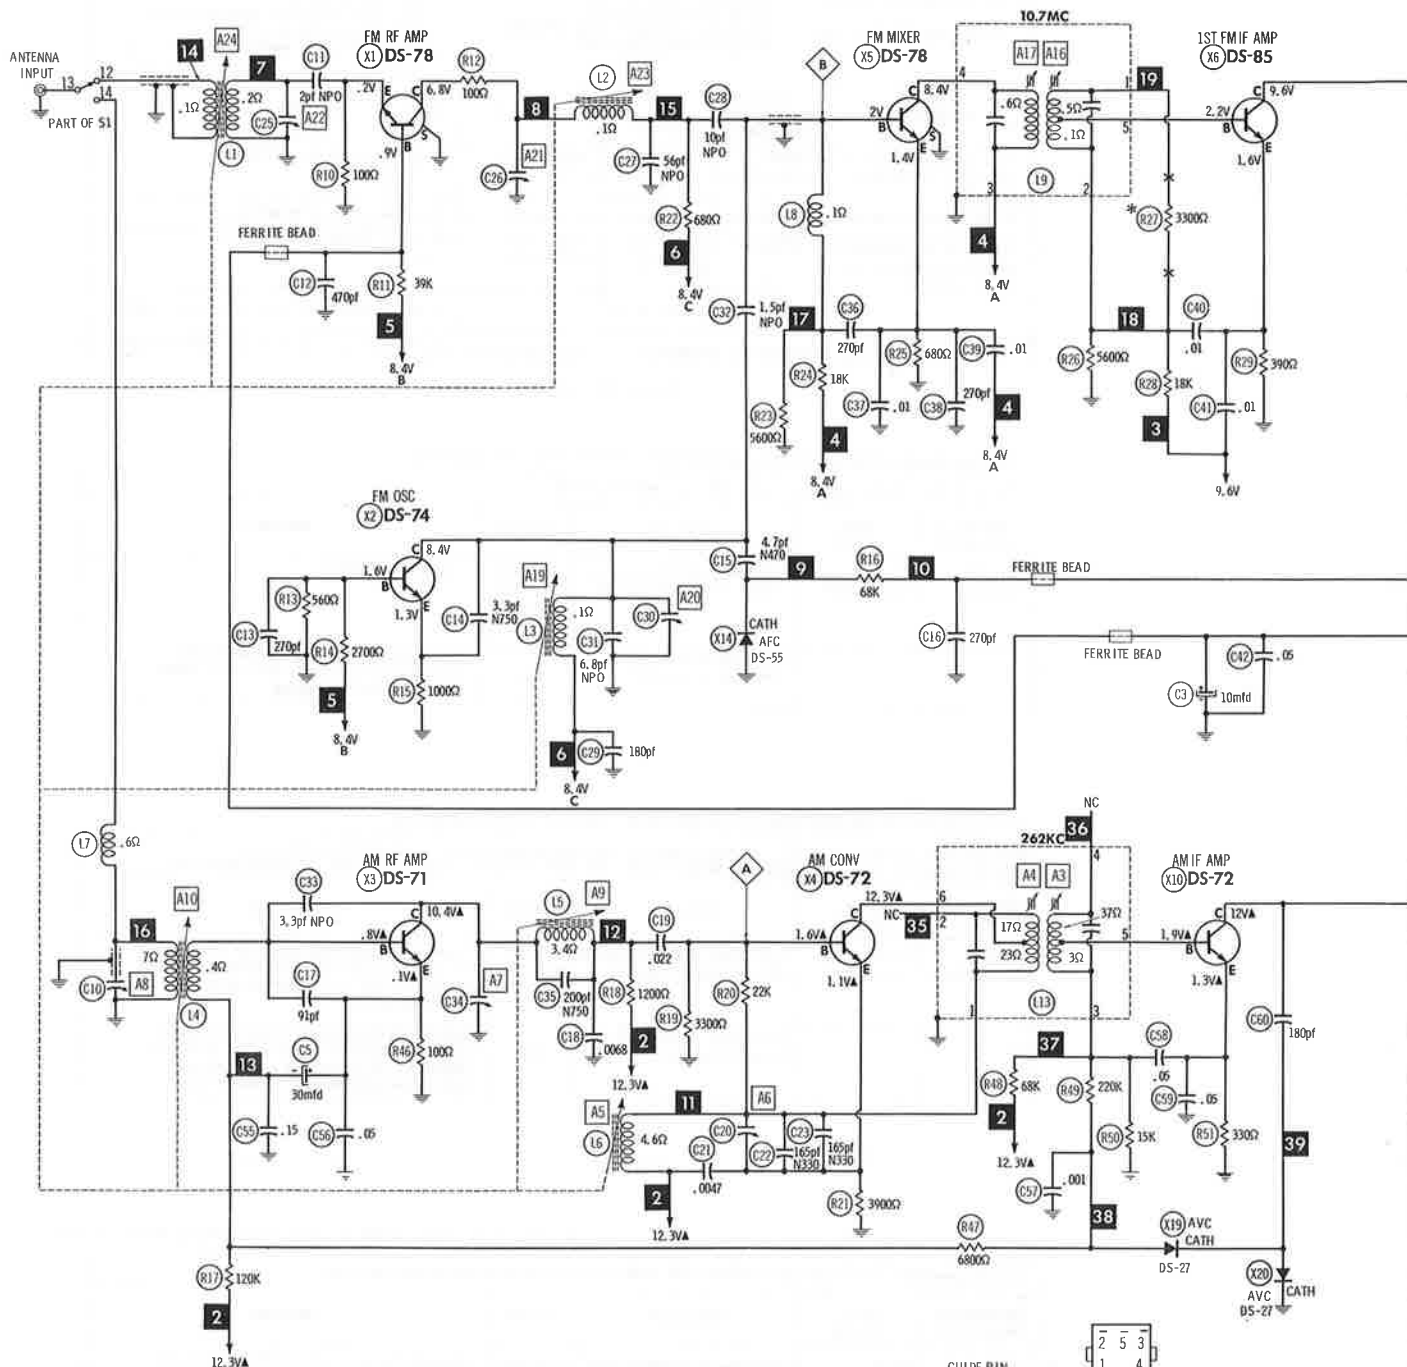 ANTENNA
INPUT
13
12
14
PART OF S1
14
A24
7
.1Ω
.2Ω
L1
C25
A22
C11
2pf NPO
R10
100Ω
FM RF AMP
X1 DS-78
.2V
E
C
B
S
6.8V
.9V
R12
100Ω
8
A21
C26
L2
A23
.1Ω
15
C27
56pf
NPO
C28
10pf
NPO
R22
680Ω
6
8.4V
C
FERRITE BEAD
C12
470pf
R11
39K
5
8.4V
B
B
L8
.1Ω
C32
1.5pf
NPO
17
C36
270pf
R23
5600Ω
R24
18K
4
8.4V
A
C37
.01
R25
680Ω
C38
270pf
C39
.01
4
8.4V
A
FM MIXER
X5 DS-78
2V
B
C
8.4V
S
E
1.4V
10.7MC
A17
A16
4
.6Ω
.5Ω
.1Ω
1
5
3
2
L9
4
8.4V
A
19
*
R27
3300Ω
18
R26
5600Ω
R28
18K
3
C40
.01
C41
.01
R29
390Ω
9.6V
1ST FM IF AMP
X6 DS-85
2.2V
B
C
9.6V
E
1.6V
FM OSC
X2 DS-74
C
8.4V
1.6V
B
E
1.3V
R13
560Ω
C13
270pf
R14
2700Ω
5
8.4V
B
C14
3.3pf
N750
R15
1000Ω
A19
L3
.1Ω
C31
6.8pf
NPO
C30
A20
6
8.4V
C
C29
180pf
C15
4.7pf
N470
9
R16
68K
10
X14
CATH
AFC
DS-55
C16
270pf
FERRITE BEAD
FERRITE BEAD
C3
10mfd
C42
.05
L7
.6Ω
16
A10
7Ω
.4Ω
C10
A8
L4
C33
3.3pf NPO
C17
91pf
AM RF AMP
X3 DS-71
C
10.4V▲
.8V▲
B
E
.1V▲
R46
100Ω
13
C5
30mfd
C55
.15
C56
.05
A7
C34
L5
A9
3.4Ω
C35
200pf
N750
12
C19
.022
R18
1200Ω
C18
.0068
2
12.3V▲
R19
3300Ω
A
R20
22K
AM CONV
X4 DS-72
C
12.3V▲
1.6V▲
B
E
1.1V▲
A5
L6
4.6Ω
11
A6
C20
C21
.0047
C22
165pf
N330
C23
165pf
N330
2
12.3V▲
R21
3900Ω
262KC
A4
A3
6
NC
35
2
17Ω
23Ω
37Ω
3Ω
1
L13
3
NC
36
4
5
37
R48
68K
2
12.3V▲
R49
220K
R50
15K
C57
.001
38
C58
.05
C59
.05
R51
330Ω
AM IF AMP
X10 DS-72
C
12V▲
1.9V▲
B
E
1.3V▲
C60
180pf
39
R47
6800Ω
X19 AVC
CATH
DS-27
X20
AVC
DS-27
CATH
R17
120K
2
12.3V▲
2 5 3
1 4